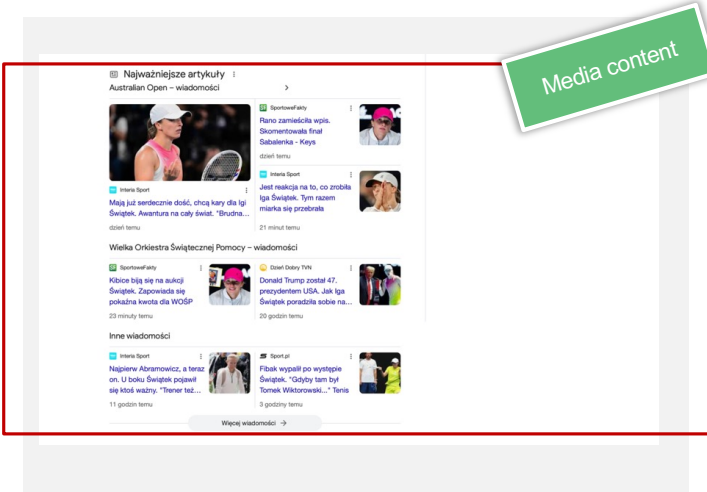 Media content
Najważniejsze artykuły
Australian Open – wiadomości
Interia Sport
Mają już serdecznie dość, chcą kary dla Igi
Świątek. Awantura na cały świat. "Brudna...
dzień temu
SportoweFakty
Rano zamieściła wpis.
Skomentowała finał
Sabalenka - Keys
dzień temu
Interia Sport
Jest reakcja na to, co zrobiła
Iga Świątek. Tym razem
miarka się przebrała
21 minut temu
Wielka Orkiestra Świątecznej Pomocy – wiadomości
SportoweFakty
Kibice biją się na aukcji
Świątek. Zapowiada się
pokaźna kwota dla WOŚP
23 minuty temu
Dzień Dobry TVN
Donald Trump został 47.
prezydentem USA. Jak Iga
Świątek poradziła sobie na...
20 godzin temu
Inne wiadomości
Interia Sport
Najpierw Abramowicz, a teraz
on. U boku Świątek pojawił
się ktoś ważny. "Trener też...
11 godzin temu
Sport.pl
Fibak wypalił po występie
Świątek. "Gdyby tam był
Tomek Wiktorowski..." Tenis
3 godziny temu
Więcej wiadomości →